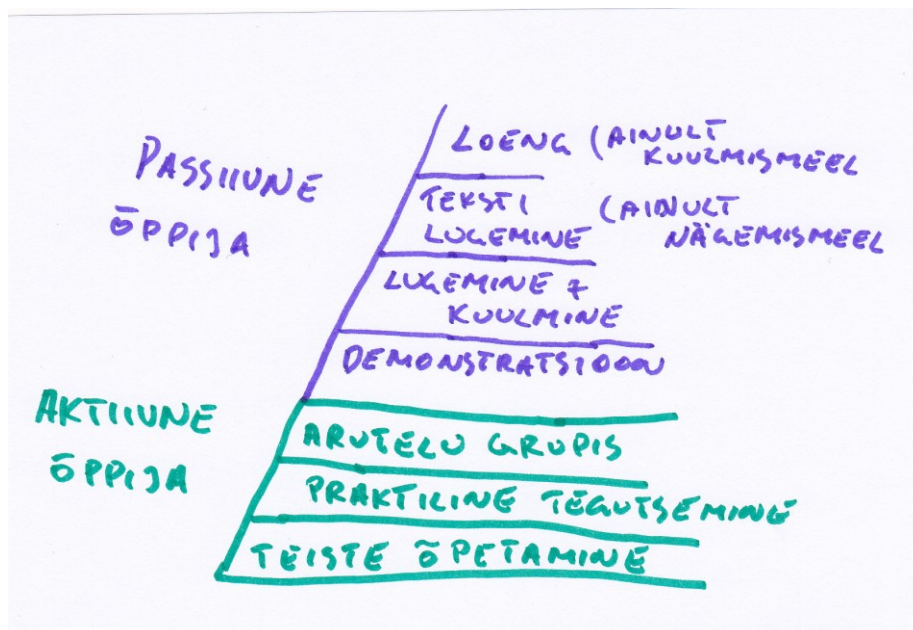 PASSIIVNE
ÕPPIJA
LOENG (AINULT
KUULMISMEEL
TEKSTI (AINULT
LUGEMINE NÄGEMISMEEL
LUGEMINE +
KUULMINE
DEMONSTRATSIOON
AKTIIVNE
ÕPPIJA
ARUTELU GRUPIS
PRAKTILINE TEGUTSEMINE
TEISTE ÕPETAMINE